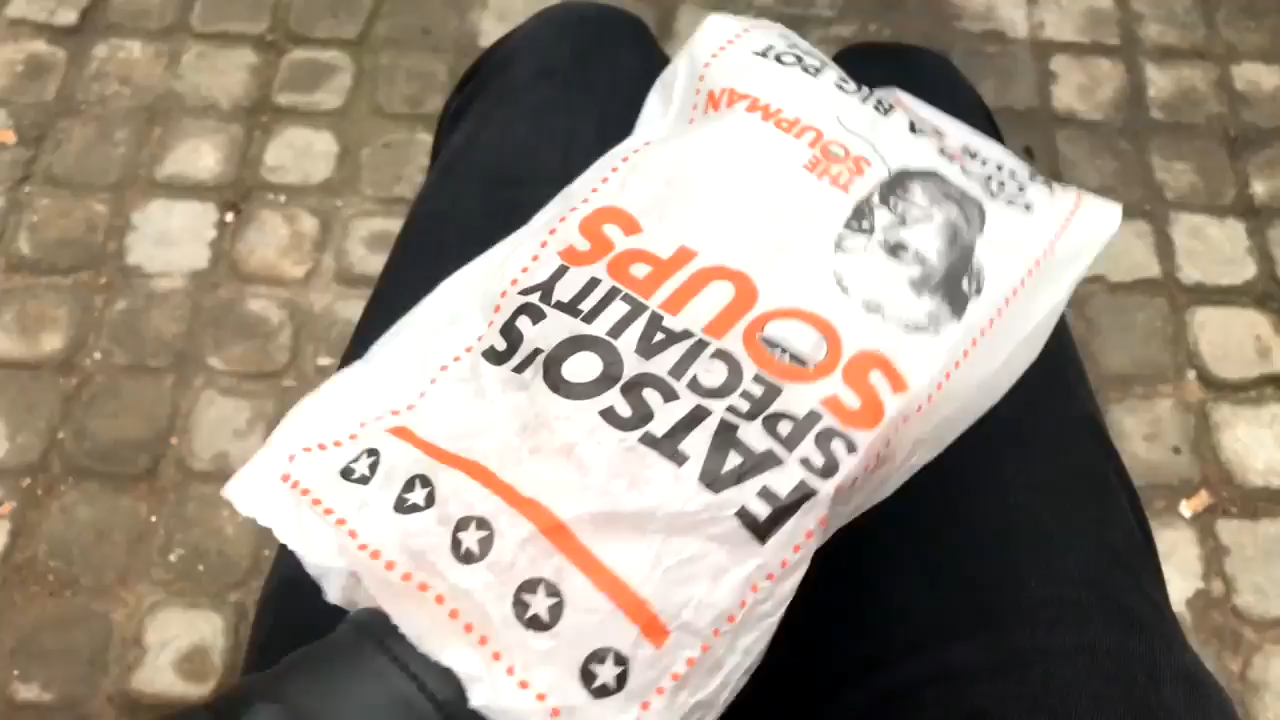 FATSO'S
SPECIALITY
SOUPS
THE
SOUPMAN
A BIG POT